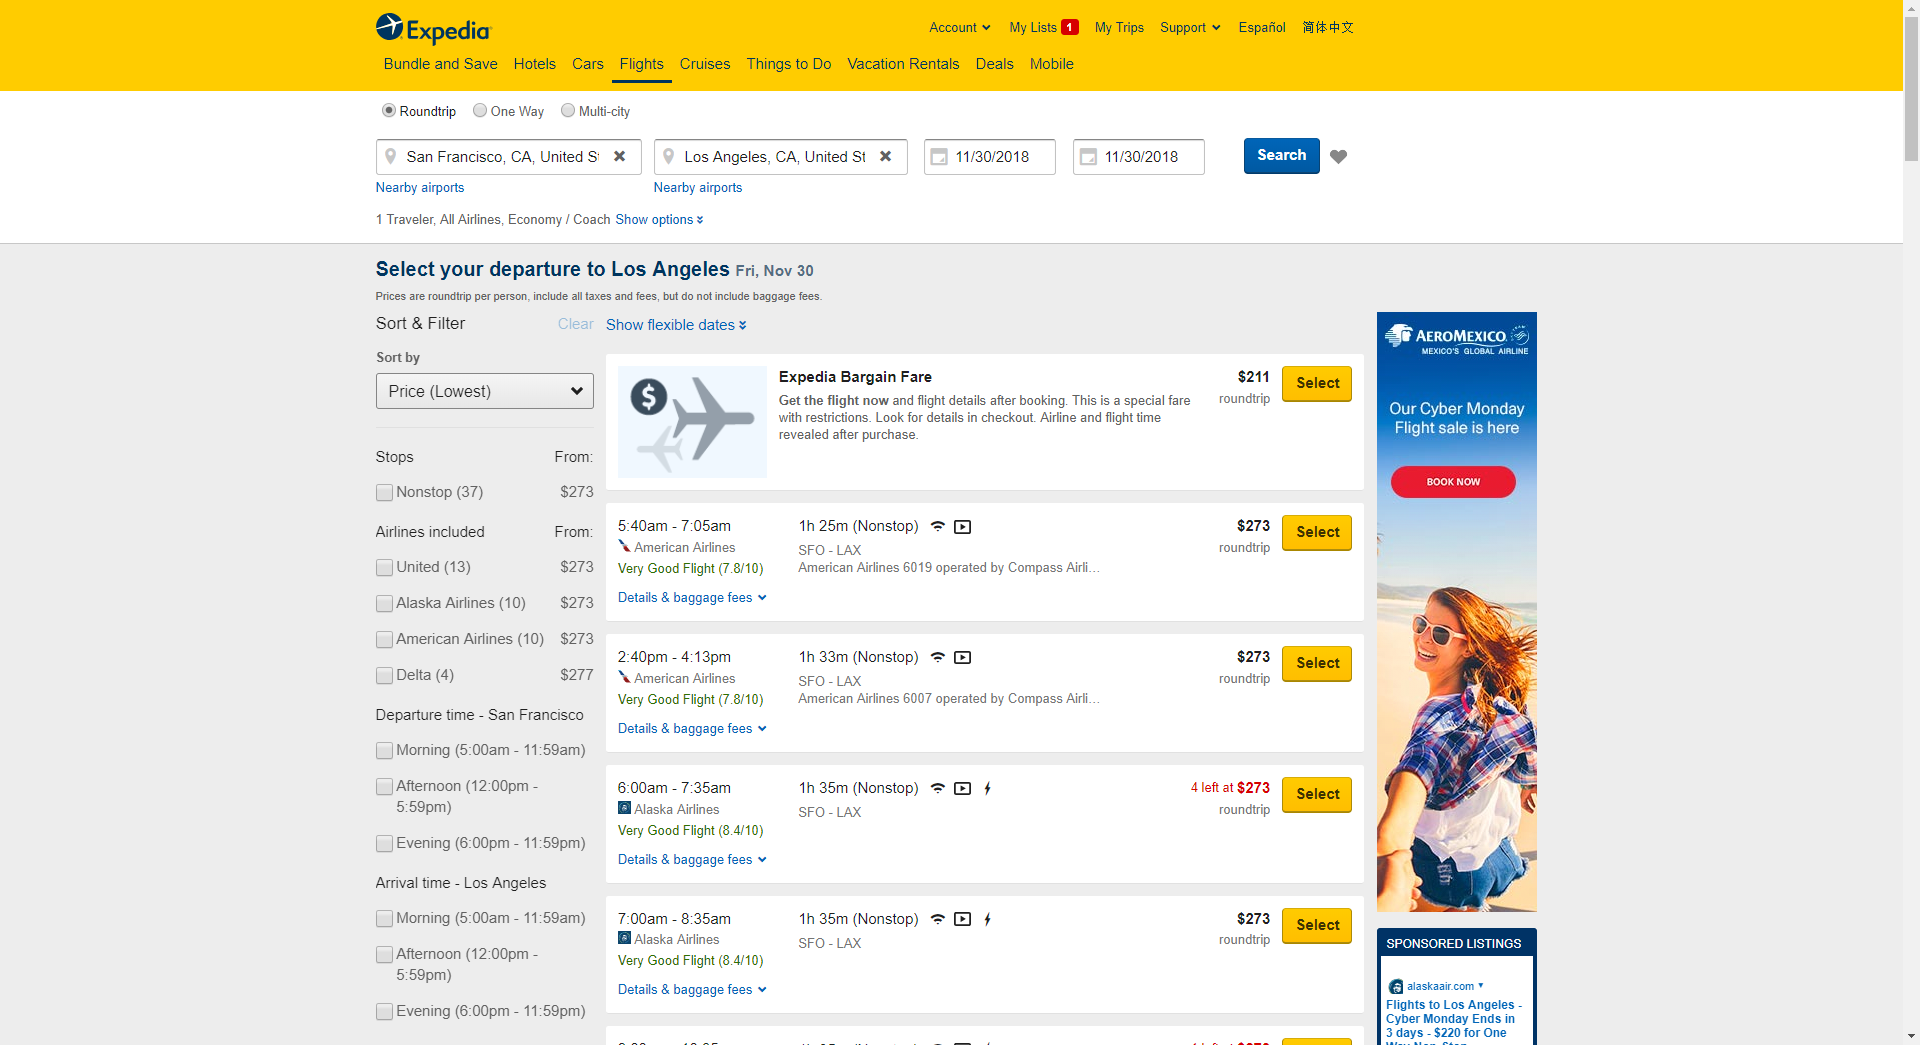 Expedia
Account
My Lists 1
My Trips
Support
Español
简体中文
Bundle and Save
Hotels
Cars
Flights
Cruises
Things to Do
Vacation Rentals
Deals
Mobile
Roundtrip
One Way
Multi-city
San Francisco, CA, United St
Los Angeles, CA, United St
11/30/2018
11/30/2018
Search
Nearby airports
Nearby airports
1 Traveler, All Airlines, Economy / Coach Show options
Select your departure to Los Angeles Fri, Nov 30
Prices are roundtrip per person, include all taxes and fees, but do not include baggage fees.
Sort & Filter
Clear
Sort by
Price (Lowest)
Stops From:
Nonstop (37) $273
Airlines included From:
United (13) $273
Alaska Airlines (10) $273
American Airlines (10) $273
Delta (4) $277
Departure time - San Francisco
Morning (5:00am - 11:59am)
Afternoon (12:00pm -
5:59pm)
Evening (6:00pm - 11:59pm)
Arrival time - Los Angeles
Morning (5:00am - 11:59am)
Afternoon (12:00pm -
5:59pm)
Evening (6:00pm - 11:59pm)
Show flexible dates
$
Expedia Bargain Fare
Get the flight now and flight details after booking. This is a special fare
with restrictions. Look for details in checkout. Airline and flight time
revealed after purchase.
$211
roundtrip
Select
5:40am - 7:05am
American Airlines
Very Good Flight (7.8/10)
Details & baggage fees
1h 25m (Nonstop)
SFO - LAX
American Airlines 6019 operated by Compass Airli...
$273
roundtrip
Select
2:40pm - 4:13pm
American Airlines
Very Good Flight (7.8/10)
Details & baggage fees
1h 33m (Nonstop)
SFO - LAX
American Airlines 6007 operated by Compass Airli...
$273
roundtrip
Select
6:00am - 7:35am
Alaska Airlines
Very Good Flight (8.4/10)
Details & baggage fees
1h 35m (Nonstop)
SFO - LAX
4 left at $273
roundtrip
Select
7:00am - 8:35am
Alaska Airlines
Very Good Flight (8.4/10)
Details & baggage fees
1h 35m (Nonstop)
SFO - LAX
$273
roundtrip
Select
AEROMEXICO
MEXICO'S GLOBAL AIRLINE
Our Cyber Monday
Flight sale is here
BOOK NOW
SPONSORED LISTINGS
alaskaair.com
Flights to Los Angeles -
Cyber Monday Ends in
3 days - $220 for One